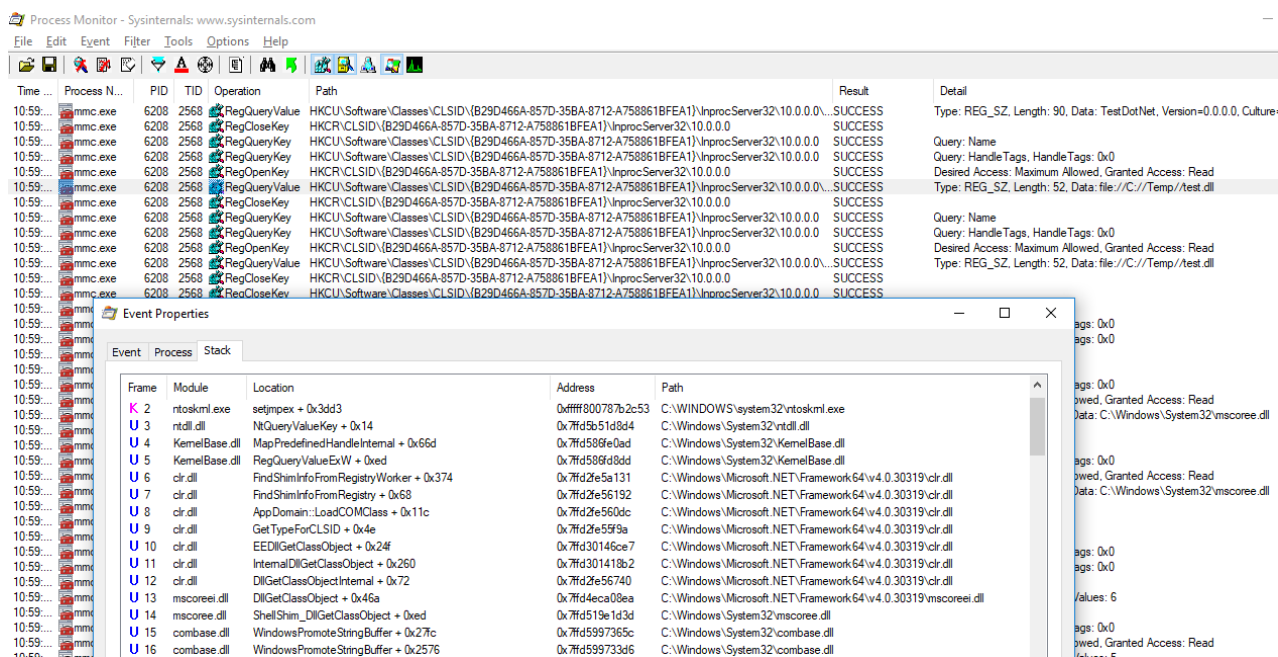 Process Monitor - Sysinternals: www.sysinternals.com
File Edit Event Filter Tools Options Help
Time ... Process N... PID TID Operation Path Result Detail
10:59:... mmc.exe 6208 2568 RegQueryValue HKCU\Software\Classes\CLSID\{B29D466A-857D-35BA-8712-A758861BFEA1}\InprocServer32\10.0.0.0\... SUCCESS Type: REG_SZ, Length: 90, Data: TestDotNet, Version=0.0.0.0, Culture=
10:59:... mmc.exe 6208 2568 RegCloseKey HKCR\CLSID\{B29D466A-857D-35BA-8712-A758861BFEA1}\InprocServer32\10.0.0.0 SUCCESS
10:59:... mmc.exe 6208 2568 RegQueryKey HKCU\Software\Classes\CLSID\{B29D466A-857D-35BA-8712-A758861BFEA1}\InprocServer32\10.0.0.0 SUCCESS Query: Name
10:59:... mmc.exe 6208 2568 RegQueryKey HKCU\Software\Classes\CLSID\{B29D466A-857D-35BA-8712-A758861BFEA1}\InprocServer32\10.0.0.0 SUCCESS Query: HandleTags, HandleTags: 0x0
10:59:... mmc.exe 6208 2568 RegOpenKey HKCR\CLSID\{B29D466A-857D-35BA-8712-A758861BFEA1}\InprocServer32\10.0.0.0 SUCCESS Desired Access: Maximum Allowed, Granted Access: Read
10:59:... mmc.exe 6208 2568 RegQueryValue HKCU\Software\Classes\CLSID\{B29D466A-857D-35BA-8712-A758861BFEA1}\InprocServer32\10.0.0.0\... SUCCESS Type: REG_SZ, Length: 52, Data: file://C://Temp//test.dll
10:59:... mmc.exe 6208 2568 RegCloseKey HKCR\CLSID\{B29D466A-857D-35BA-8712-A758861BFEA1}\InprocServer32\10.0.0.0 SUCCESS
10:59:... mmc.exe 6208 2568 RegQueryKey HKCU\Software\Classes\CLSID\{B29D466A-857D-35BA-8712-A758861BFEA1}\InprocServer32\10.0.0.0 SUCCESS Query: Name
10:59:... mmc.exe 6208 2568 RegQueryKey HKCU\Software\Classes\CLSID\{B29D466A-857D-35BA-8712-A758861BFEA1}\InprocServer32\10.0.0.0 SUCCESS Query: HandleTags, HandleTags: 0x0
10:59:... mmc.exe 6208 2568 RegOpenKey HKCR\CLSID\{B29D466A-857D-35BA-8712-A758861BFEA1}\InprocServer32\10.0.0.0 SUCCESS Desired Access: Maximum Allowed, Granted Access: Read
10:59:... mmc.exe 6208 2568 RegQueryValue HKCR\CLSID\{B29D466A-857D-35BA-8712-A758861BFEA1}\InprocServer32\10.0.0.0\... SUCCESS Type: REG_SZ, Length: 52, Data: file://C://Temp//test.dll
10:59:... mmc.exe 6208 2568 RegCloseKey HKCR\CLSID\{B29D466A-857D-35BA-8712-A758861BFEA1}\InprocServer32\10.0.0.0
10:59:... mmc.exe 6208 2568 RegCloseKey HKCU\Software\Classes\CLSID\{B29D466A-857D-35BA-8712-A758861BFEA1}\InprocServer32\10.0.0.0 SUCCESS
Event Properties
Event Process Stack
Frame Module Location Address Path
K 2 ntoskrnl.exe setjmpex + 0x3dd3 0xfffff800787b2c53 C:\WINDOWS\system32\ntoskrnl.exe
U 3 ntdll.dll NtQueryValueKey + 0x14 0x7ffd5b51d8d4 C:\Windows\System32\ntdll.dll
U 4 KernelBase.dll MapPredefinedHandleInternal + 0x66d 0x7ffd586fe0ad C:\Windows\System32\KernelBase.dll
U 5 KernelBase.dll RegQueryValueExW + 0xed 0x7ffd586fd8dd C:\Windows\System32\KernelBase.dll
U 6 clr.dll FindShimInfoFromRegistryWorker + 0x374 0x7ffd2fe5a131 C:\Windows\Microsoft.NET\Framework64\v4.0.30319\clr.dll
U 7 clr.dll FindShimInfoFromRegistry + 0x68 0x7ffd2fe56192 C:\Windows\Microsoft.NET\Framework64\v4.0.30319\clr.dll
U 8 clr.dll AppDomain::LoadCOMClass + 0x11c 0x7ffd2fe560dc C:\Windows\Microsoft.NET\Framework64\v4.0.30319\clr.dll
U 9 clr.dll GetTypeForCLSID + 0x4e 0x7ffd2fe55f9a C:\Windows\Microsoft.NET\Framework64\v4.0.30319\clr.dll
U 10 clr.dll EEDllGetClassObject + 0x24f 0x7ffd30146ce7 C:\Windows\Microsoft.NET\Framework64\v4.0.30319\clr.dll
U 11 clr.dll InternalDllGetClassObject + 0x260 0x7ffd301418b2 C:\Windows\Microsoft.NET\Framework64\v4.0.30319\clr.dll
U 12 clr.dll DllGetClassObjectInternal + 0x72 0x7ffd2fe56740 C:\Windows\Microsoft.NET\Framework64\v4.0.30319\clr.dll
U 13 mscoreei.dll DllGetClassObject + 0x46a 0x7ffd4eca08ea C:\Windows\Microsoft.NET\Framework64\v4.0.30319\mscoreei.dll
U 14 mscoree.dll ShellShim_DllGetClassObject + 0xed 0x7ffd519e1d3d C:\Windows\System32\mscoree.dll
U 15 combase.dll WindowsPromoteStringBuffer + 0x27fc 0x7ffd5997365c C:\Windows\System32\combase.dll
U 16 combase.dll WindowsPromoteStringBuffer + 0x2576 0x7ffd599733d6 C:\Windows\System32\combase.dll